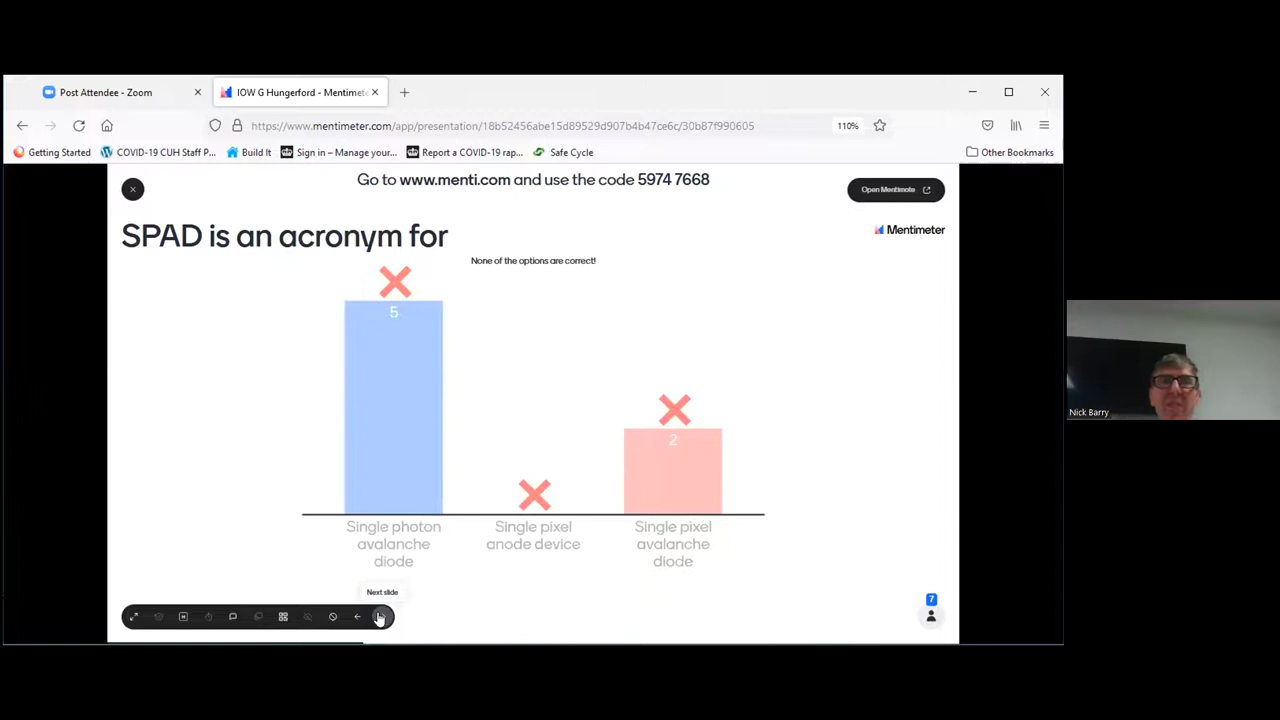 Post Attendee - Zoom
IOW G Hungerford - Mentimete
https://www.mentimeter.com/app/presentation/18b52456abe15d89529d907b4b47ce6c/30b87f990605
110%
Getting Started
COVID-19 CUH Staff P...
Build It
Sign in – Manage your...
Report a COVID-19 rap...
Safe Cycle
Other Bookmarks
Go to www.menti.com and use the code 5974 7668
Open Mentimote
SPAD is an acronym for
Mentimeter
None of the options are correct!
5
2
Single photon
avalanche
diode
Single pixel
anode device
Single pixel
avalanche
diode
Next slide
7
Nick Barry